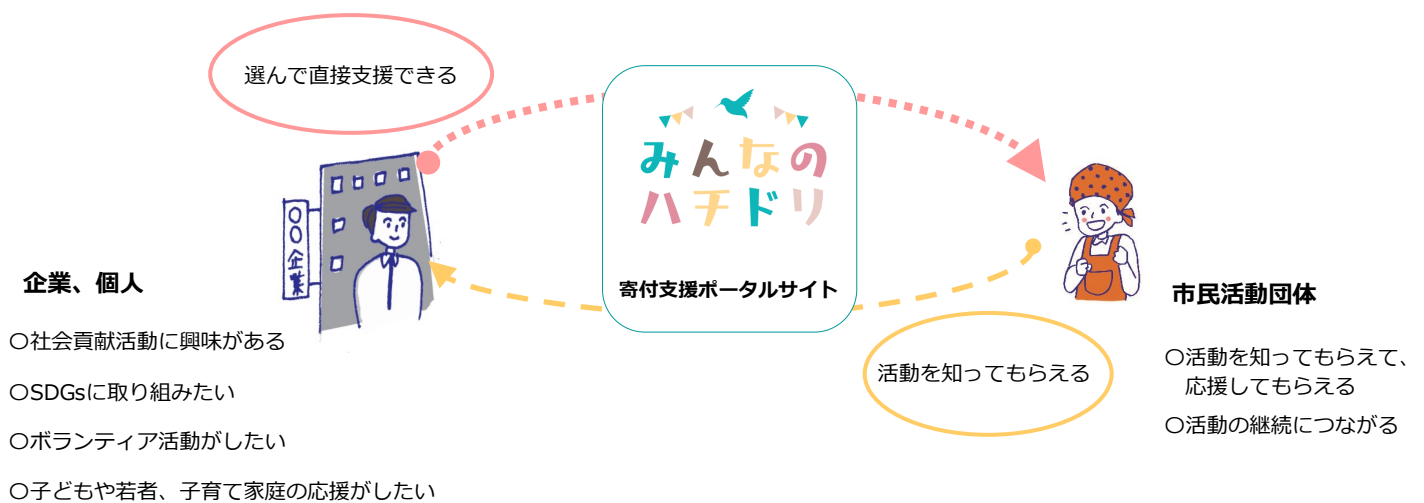 選んで直接支援できる
みんなの
ハチドリ
寄付支援ポータルサイト
〇〇企業
企業、個人
〇社会貢献活動に興味がある
〇SDGsに取り組みたい
〇ボランティア活動がしたい
〇子どもや若者、子育て家庭の応援がしたい
活動を知ってもらえる
市民活動団体
〇活動を知ってもらえて、
応援してもらえる
〇活動の継続につながる